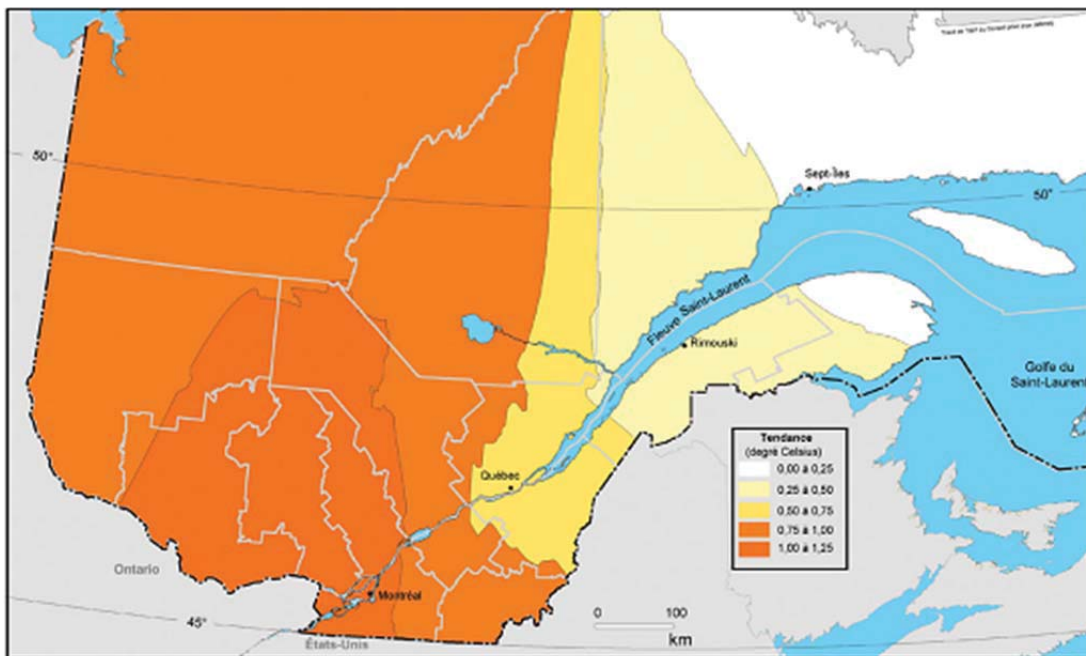 50°
Sept-Îles
50°
Fleuve Saint-Laurent
Rimouski
Golfe du
Saint-Laurent
Tendance
(degré Celsius)
0,00 à 0,25
0,25 à 0,50
0,50 à 0,75
0,75 à 1,00
1,00 à 1,25
Québec
Ontario
Montréal
0 100
km
45°
États-Unis